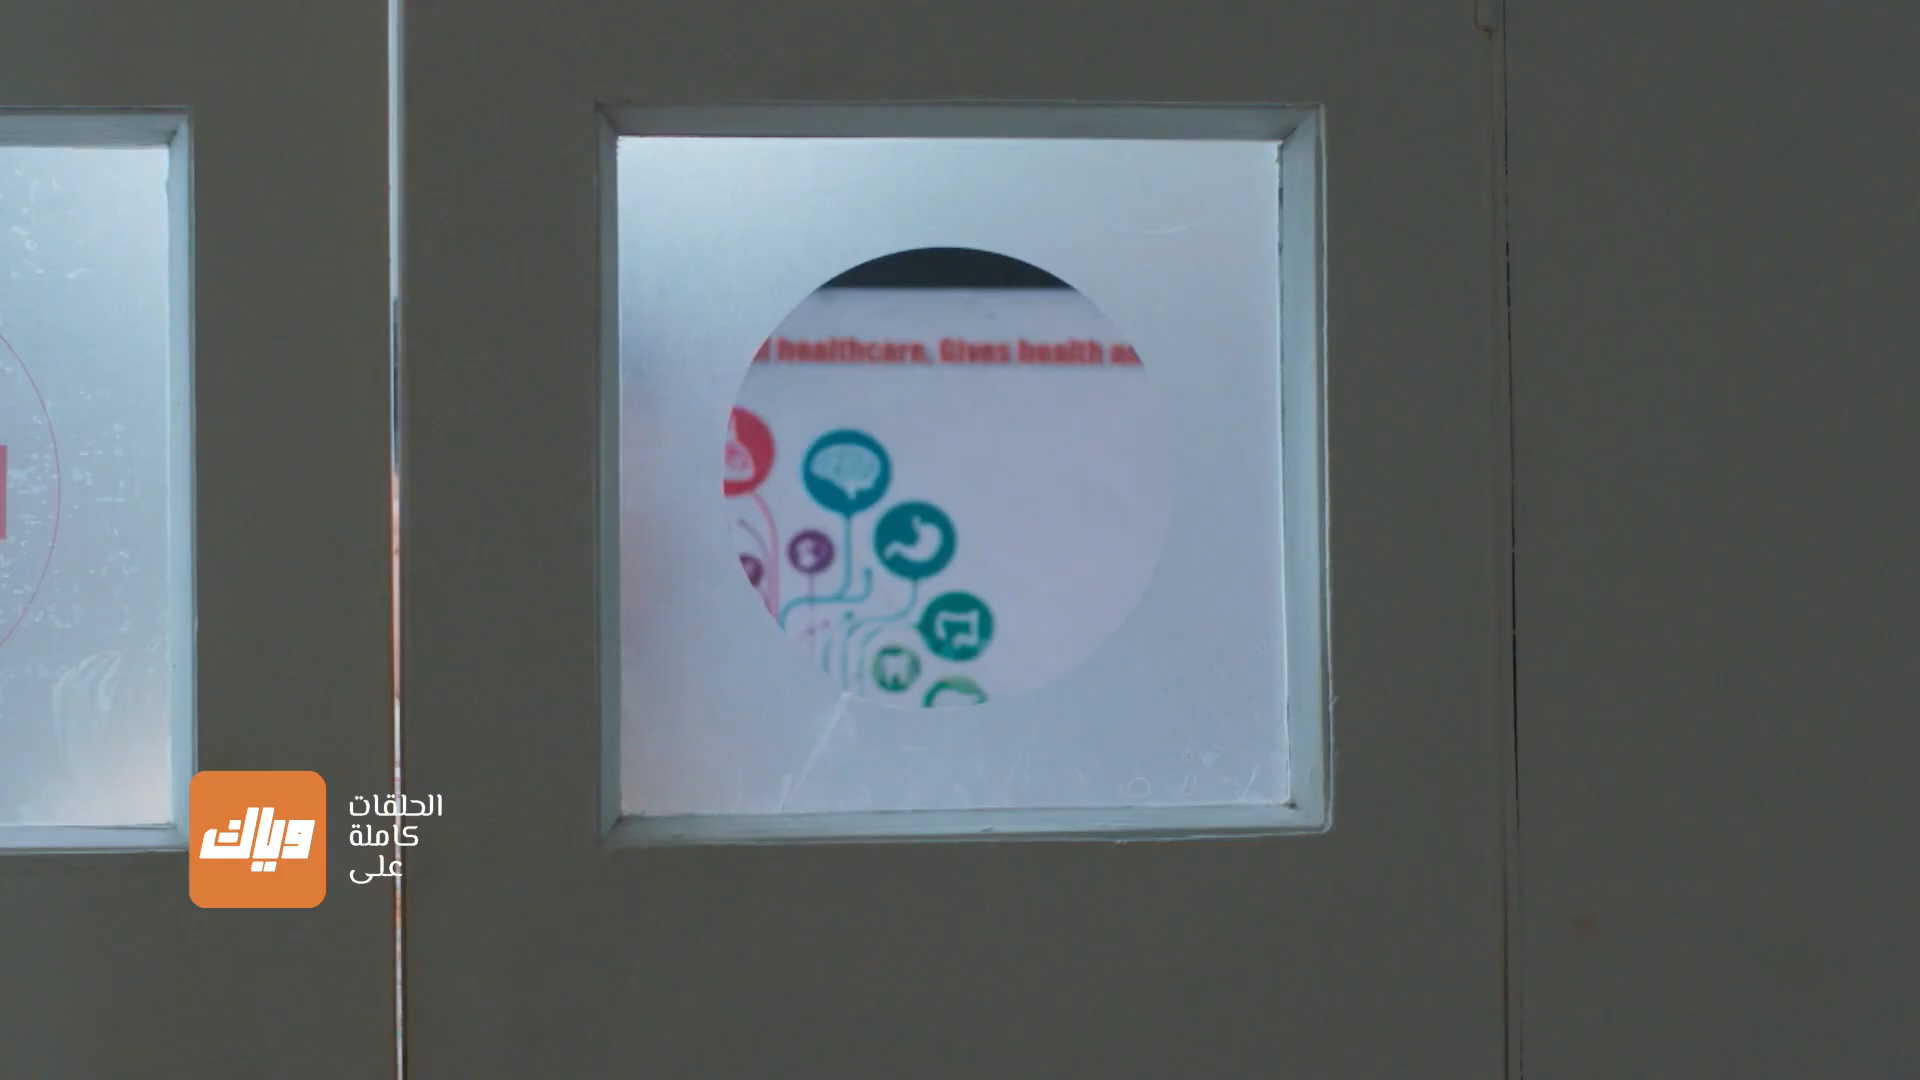 healthcare. Gives health
وياك
الحلقات
كاملة
على